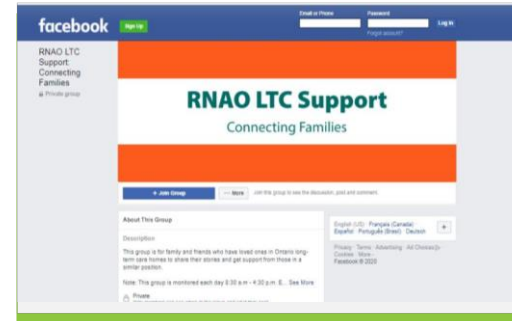 facebook
Sign Up
Email or Phone
Password
Log In
Forgot account?
RNAO LTC
Support:
Connecting
Families
Private group
RNAO LTC Support
Connecting Families
+ Join Group
More
Join this group to see the discussion, post and comment.
About This Group
Description
This group is for family and friends who have loved ones in Ontario long-
term care homes to share their stories and get support from those in a
similar position.
Note: This group is monitored each day 8:30 a.m - 4:30 p.m. E... See More
Private
English (US) · Français (Canada) ·
Español · Português (Brasil) · Deutsch
+
Privacy · Terms · Advertising · Ad Choices ·
Cookies · More ·
Facebook © 2020